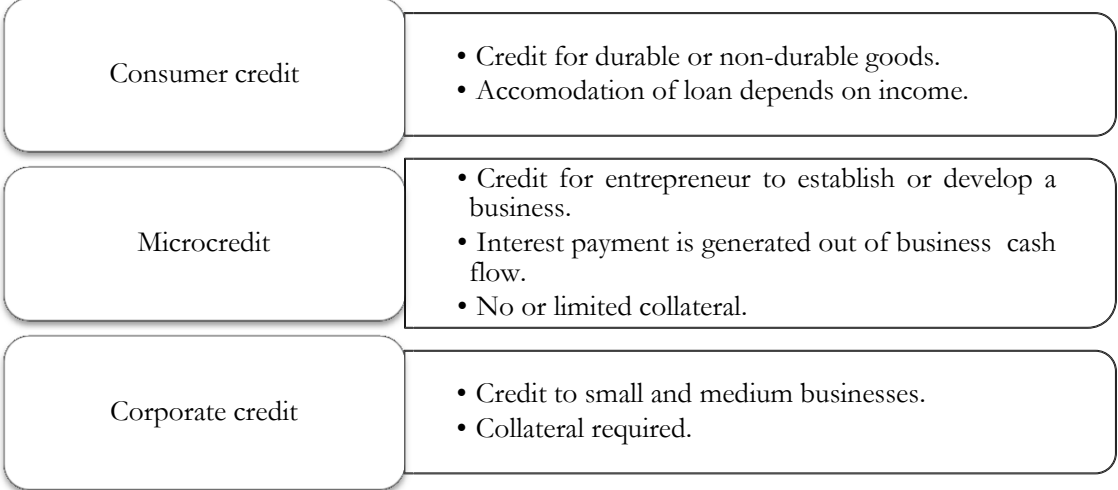 Consumer credit
• Credit for durable or non-durable goods.
• Accomodation of loan depends on income.
Microcredit
• Credit for entrepreneur to establish or develop a
business.
• Interest payment is generated out of business cash
flow.
• No or limited collateral.
Corporate credit
• Credit to small and medium businesses.
• Collateral required.